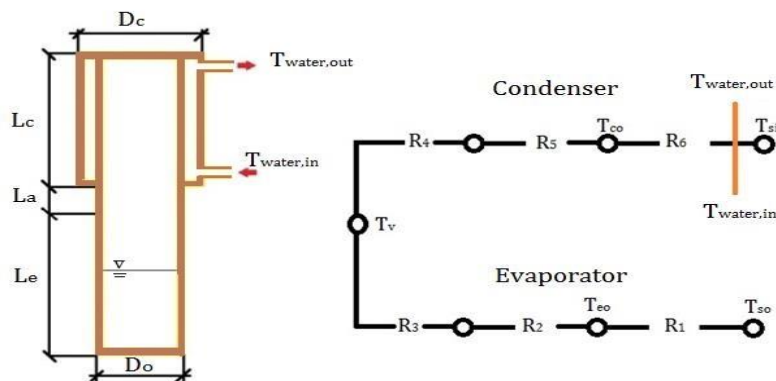 Dc
Twater,out
Lc
Twater,in
La
Le
Do
Condenser
Twater,out
R4
R5
Tco
R6
Tsi
Twater,in
Tv
Evaporator
R3
R2
Teo
R1
Tso